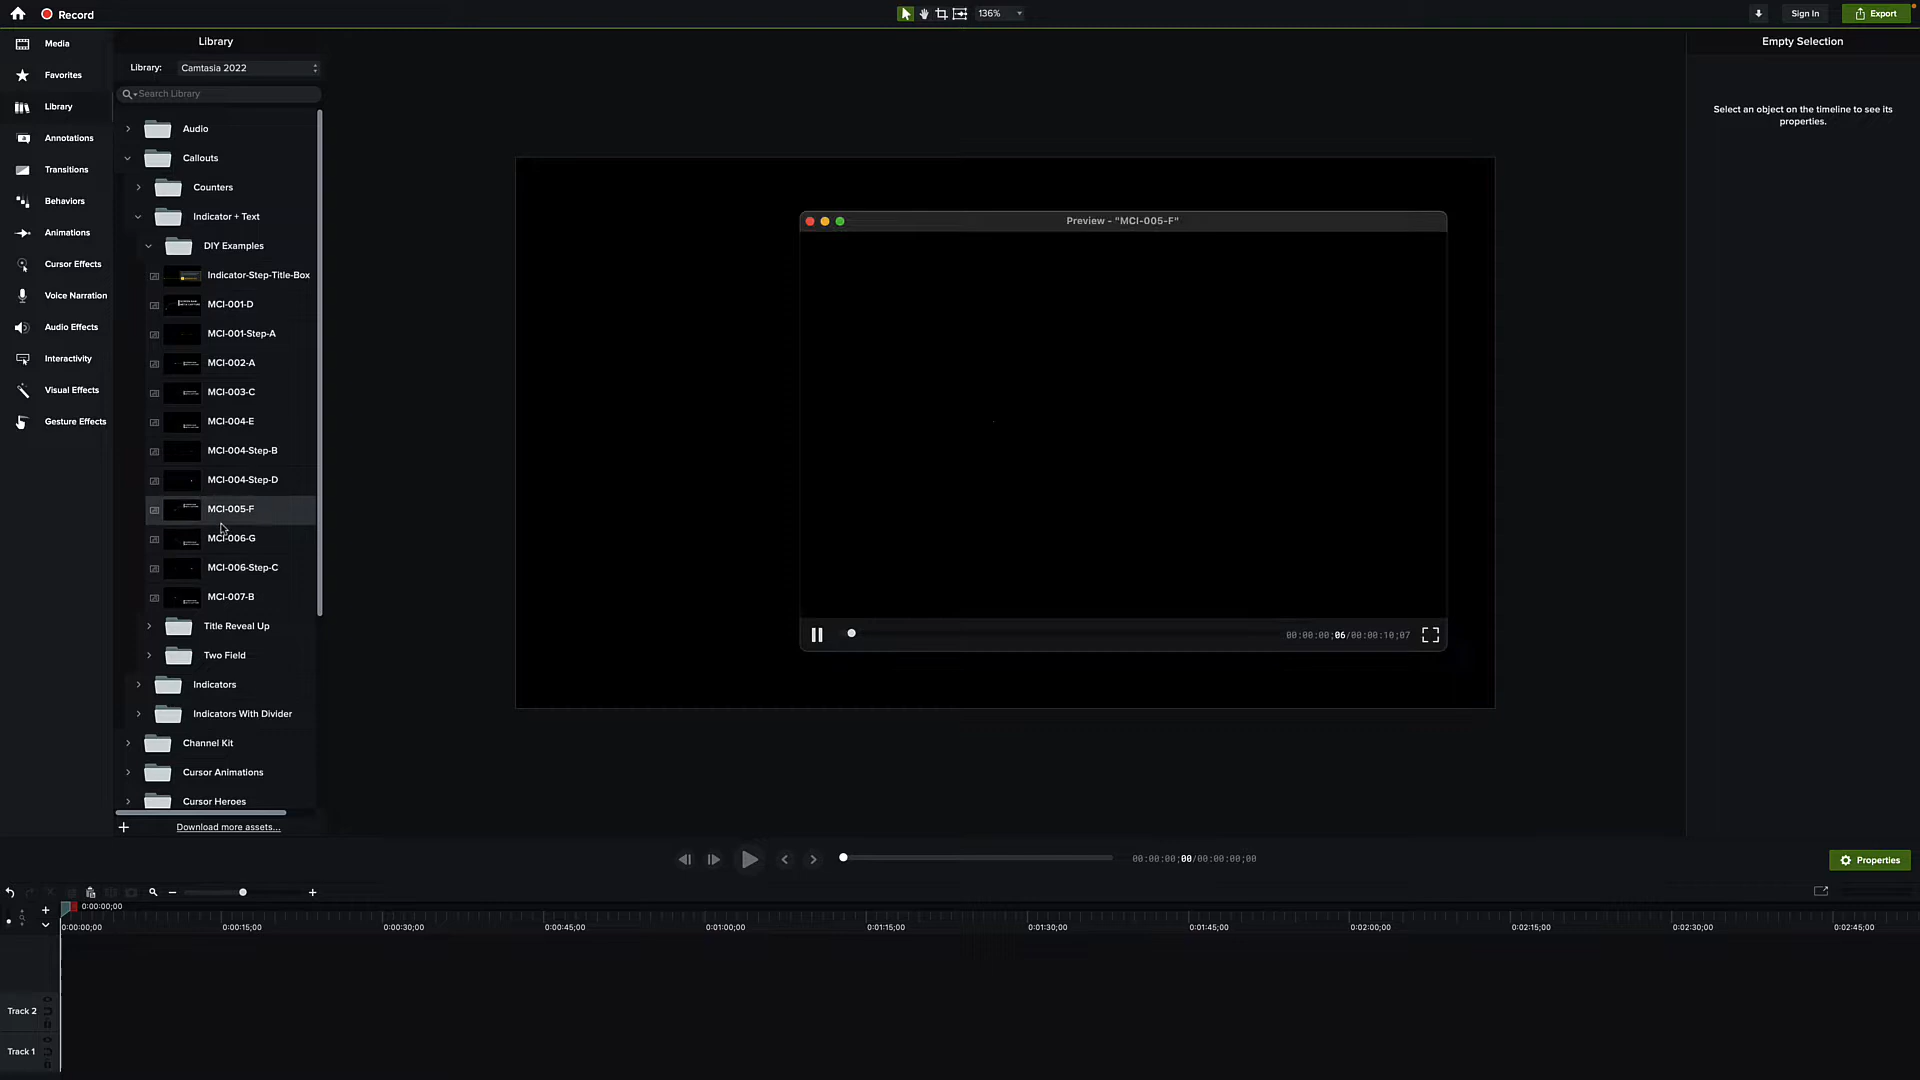 Record
136%
Sign In
Export
Media
Favorites
Library
Annotations
Transitions
Behaviors
Animations
Cursor Effects
Voice Narration
Audio Effects
Interactivity
Visual Effects
Gesture Effects
Library
Library: Camtasia 2022
Search Library
Audio
Callouts
Counters
Indicator + Text
DIY Examples
Indicator-Step-Title-Box
MCI-001-D
MCI-001-Step-A
MCI-002-A
MCI-003-C
MCI-004-E
MCI-004-Step-B
MCI-004-Step-D
MCI-005-F
MCI-006-G
MCI-006-Step-C
MCI-007-B
Title Reveal Up
Two Field
Indicators
Indicators With Divider
Channel Kit
Cursor Animations
Cursor Heroes
Download more assets...
Preview - "MCI-005-F"
00:00:00;06/00:00:10;07
Empty Selection
Select an object on the timeline to see its
properties.
00:00:00;00/00:00:00;00
Properties
0:00:00;00
0:00:00;00
0:00:15;00
0:00:30;00
0:00:45;00
0:01:00;00
0:01:15;00
0:01:30;00
0:01:45;00
0:02:00;00
0:02:15;00
0:02:30;00
0:02:45;00
Track 2
Track 1